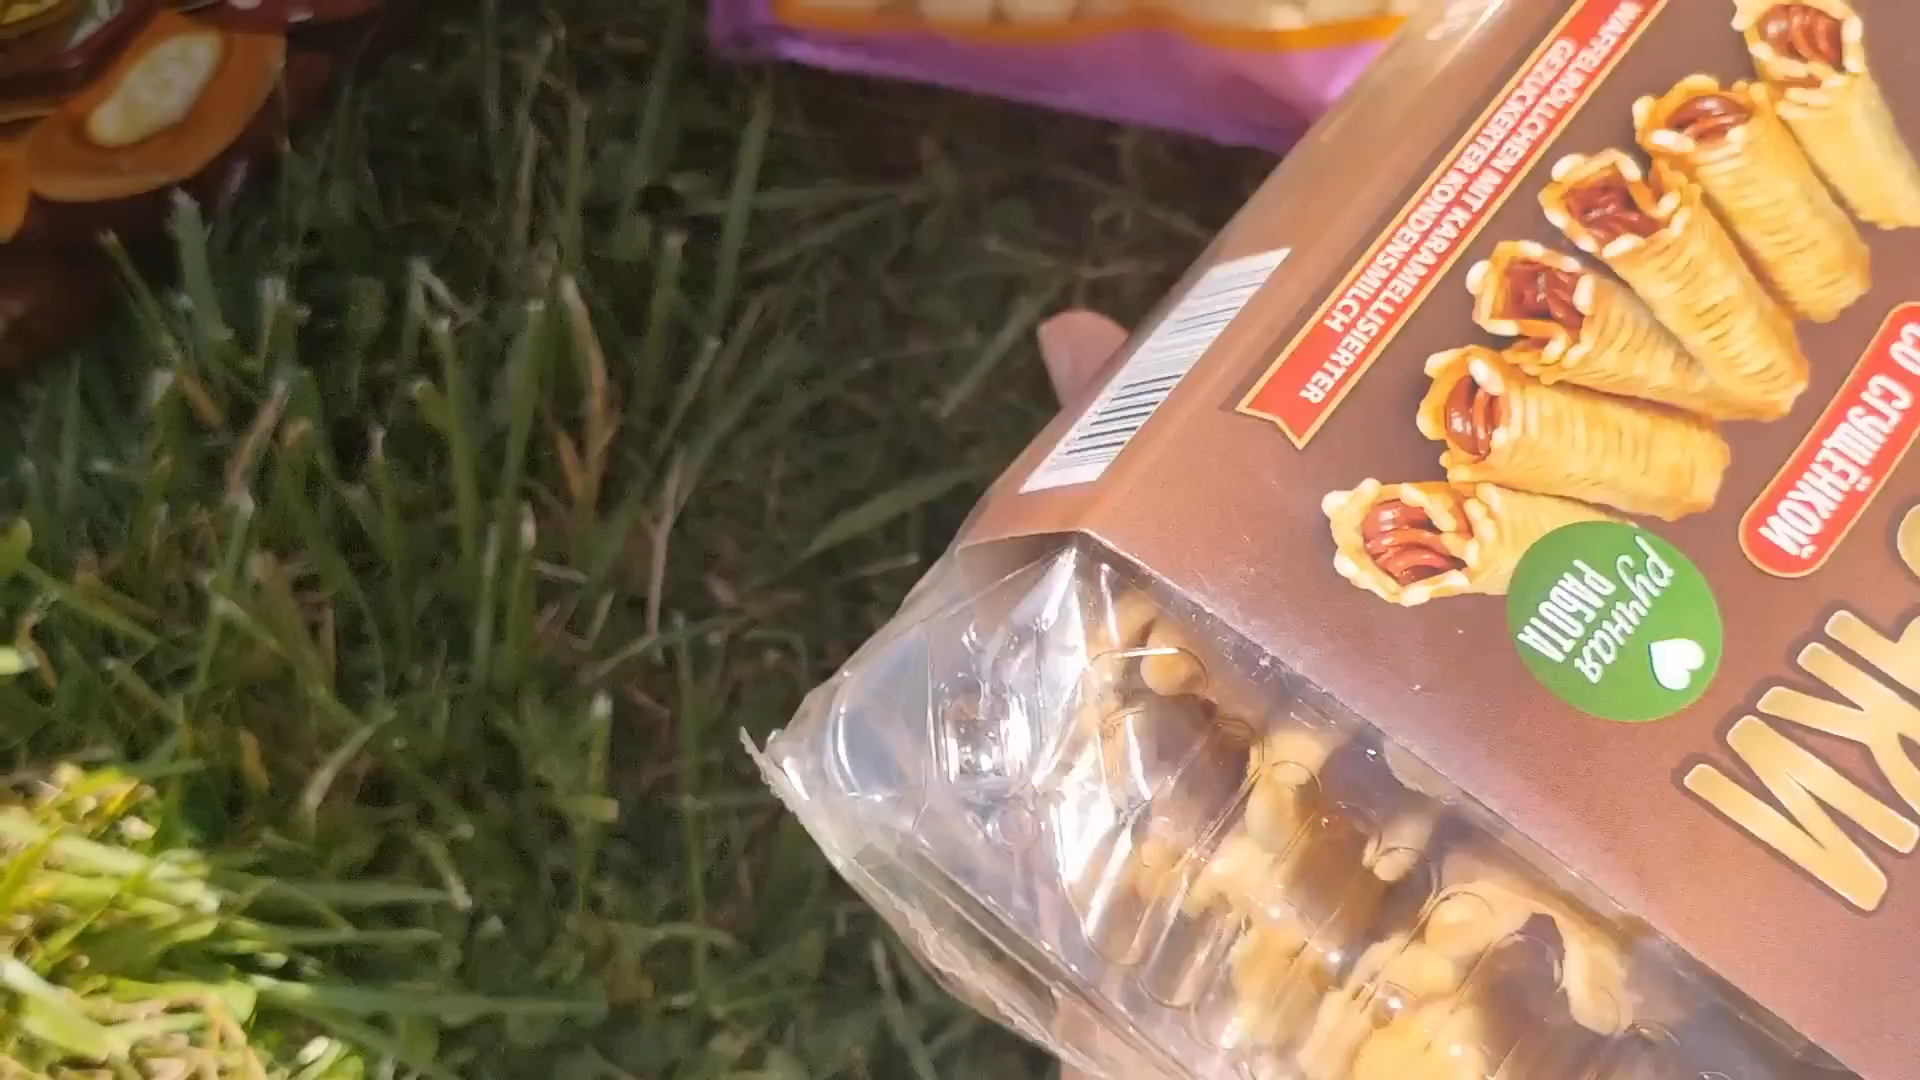 WAFFELRÖLLCHEN MIT KARAMELLISIERTER
GEZUCKERTER KONDENSMILCH
СО СГУЩЁНКОЙ
ручная
РАБОТА